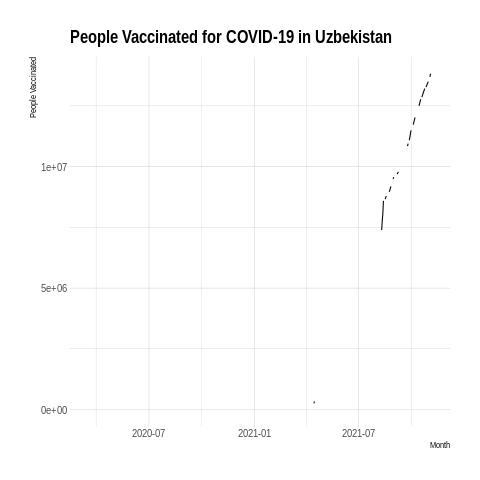 People Vaccinated for COVID-19 in Uzbekistan
People Vaccinated
1e+07
5e+06
0e+00
2020-07
2021-01
2021-07
Month